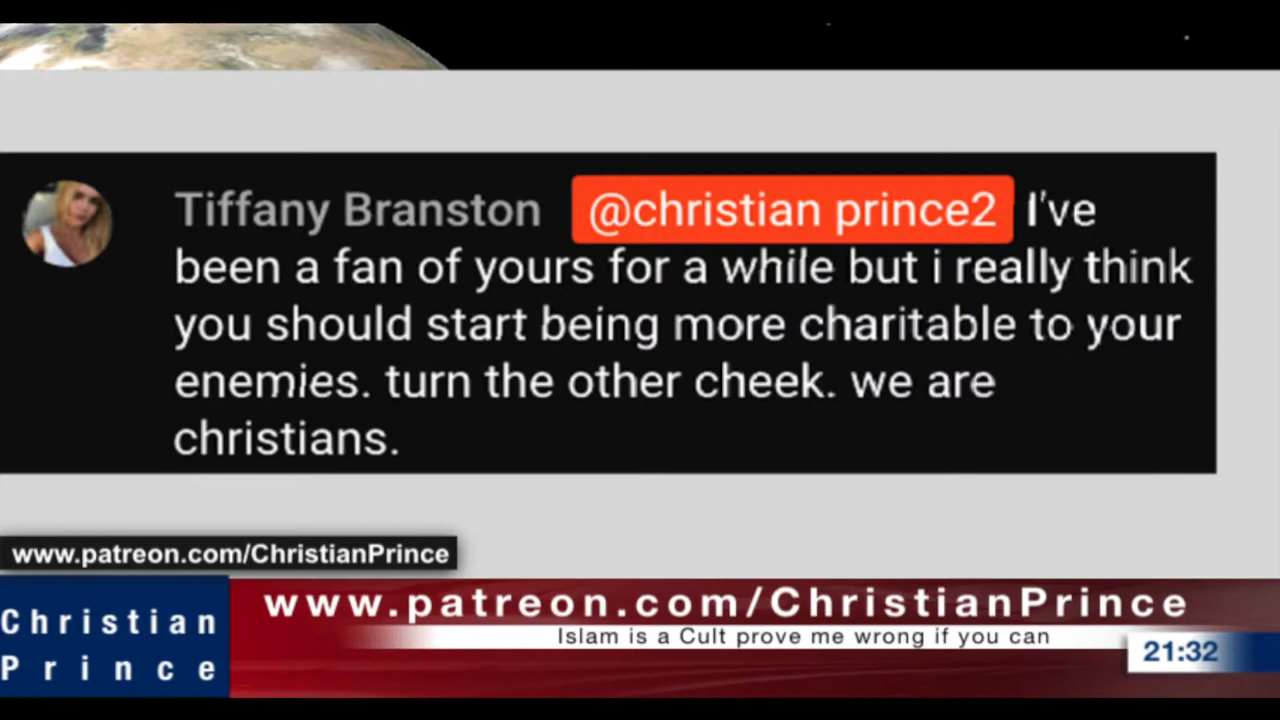 Tiffany Branston @christian prince2 I've
been a fan of yours for a while but i really think
you should start being more charitable to your
enemies. turn the other cheek. we are
christians.
www.patreon.com/ChristianPrince
Christian
Prince
www.patreon.com/ChristianPrince
Islam is a Cult prove me wrong if you can
21:32